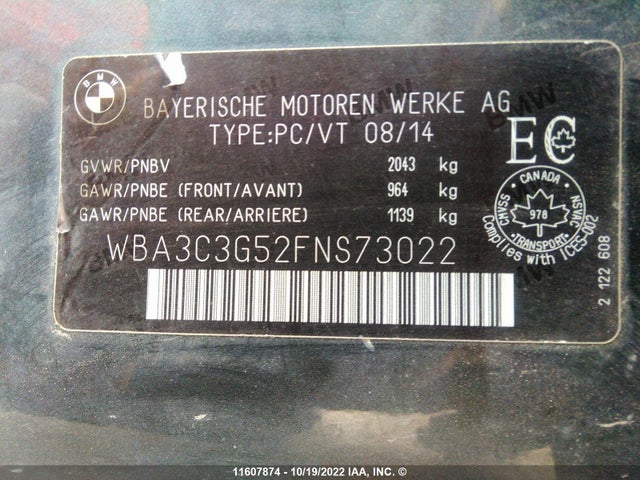 BMW
BAYERISCHE MOTOREN WERKE AG
TYPE:PC/VT 08/14
EC
GVWR/PNBV 2043 kg
GAWR/PNBE (FRONT/AVANT) 964 kg
GAWR/PNBE (REAR/ARRIERE) 1139 kg
WBA3C3G52FNS73022
CANADA
978
TRANSPORT
Complies with ICES-002
2 122 608
11607874 - 10/19/2022 IAA, INC. ©